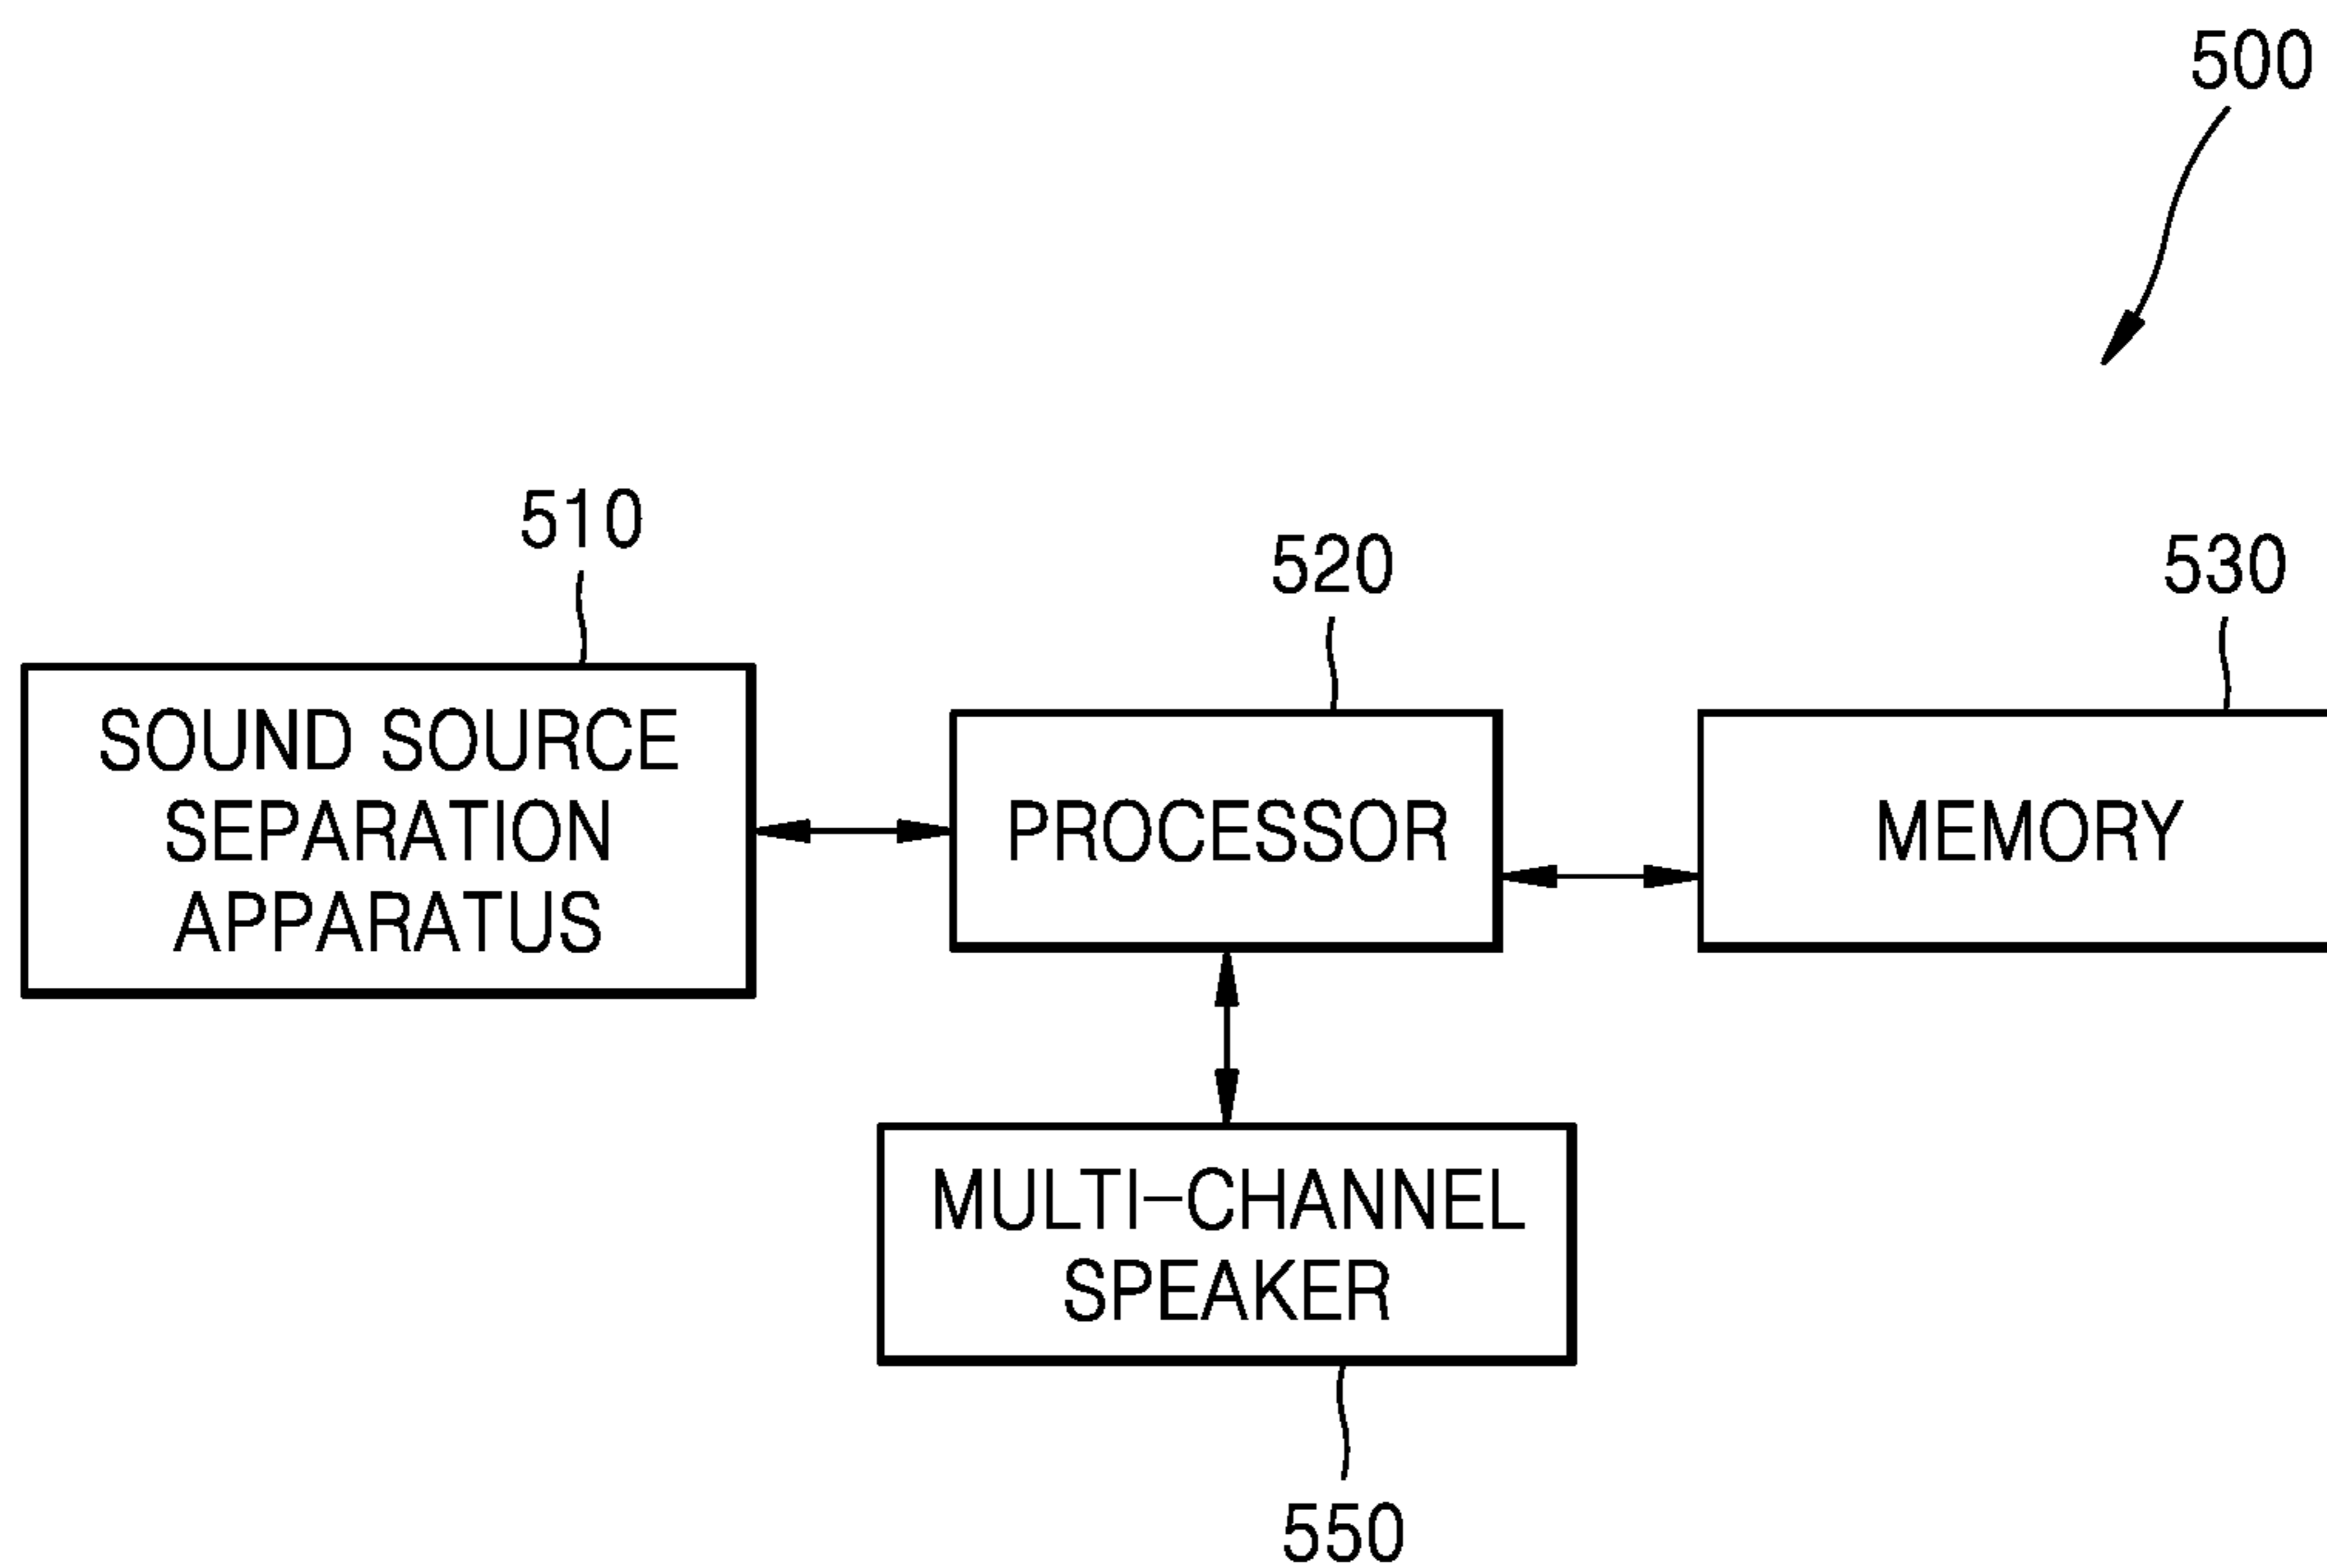 500
510
520
530
SOUND SOURCE
SEPARATION
APPARATUS
PROCESSOR
MEMORY
MULTI-CHANNEL
SPEAKER
550